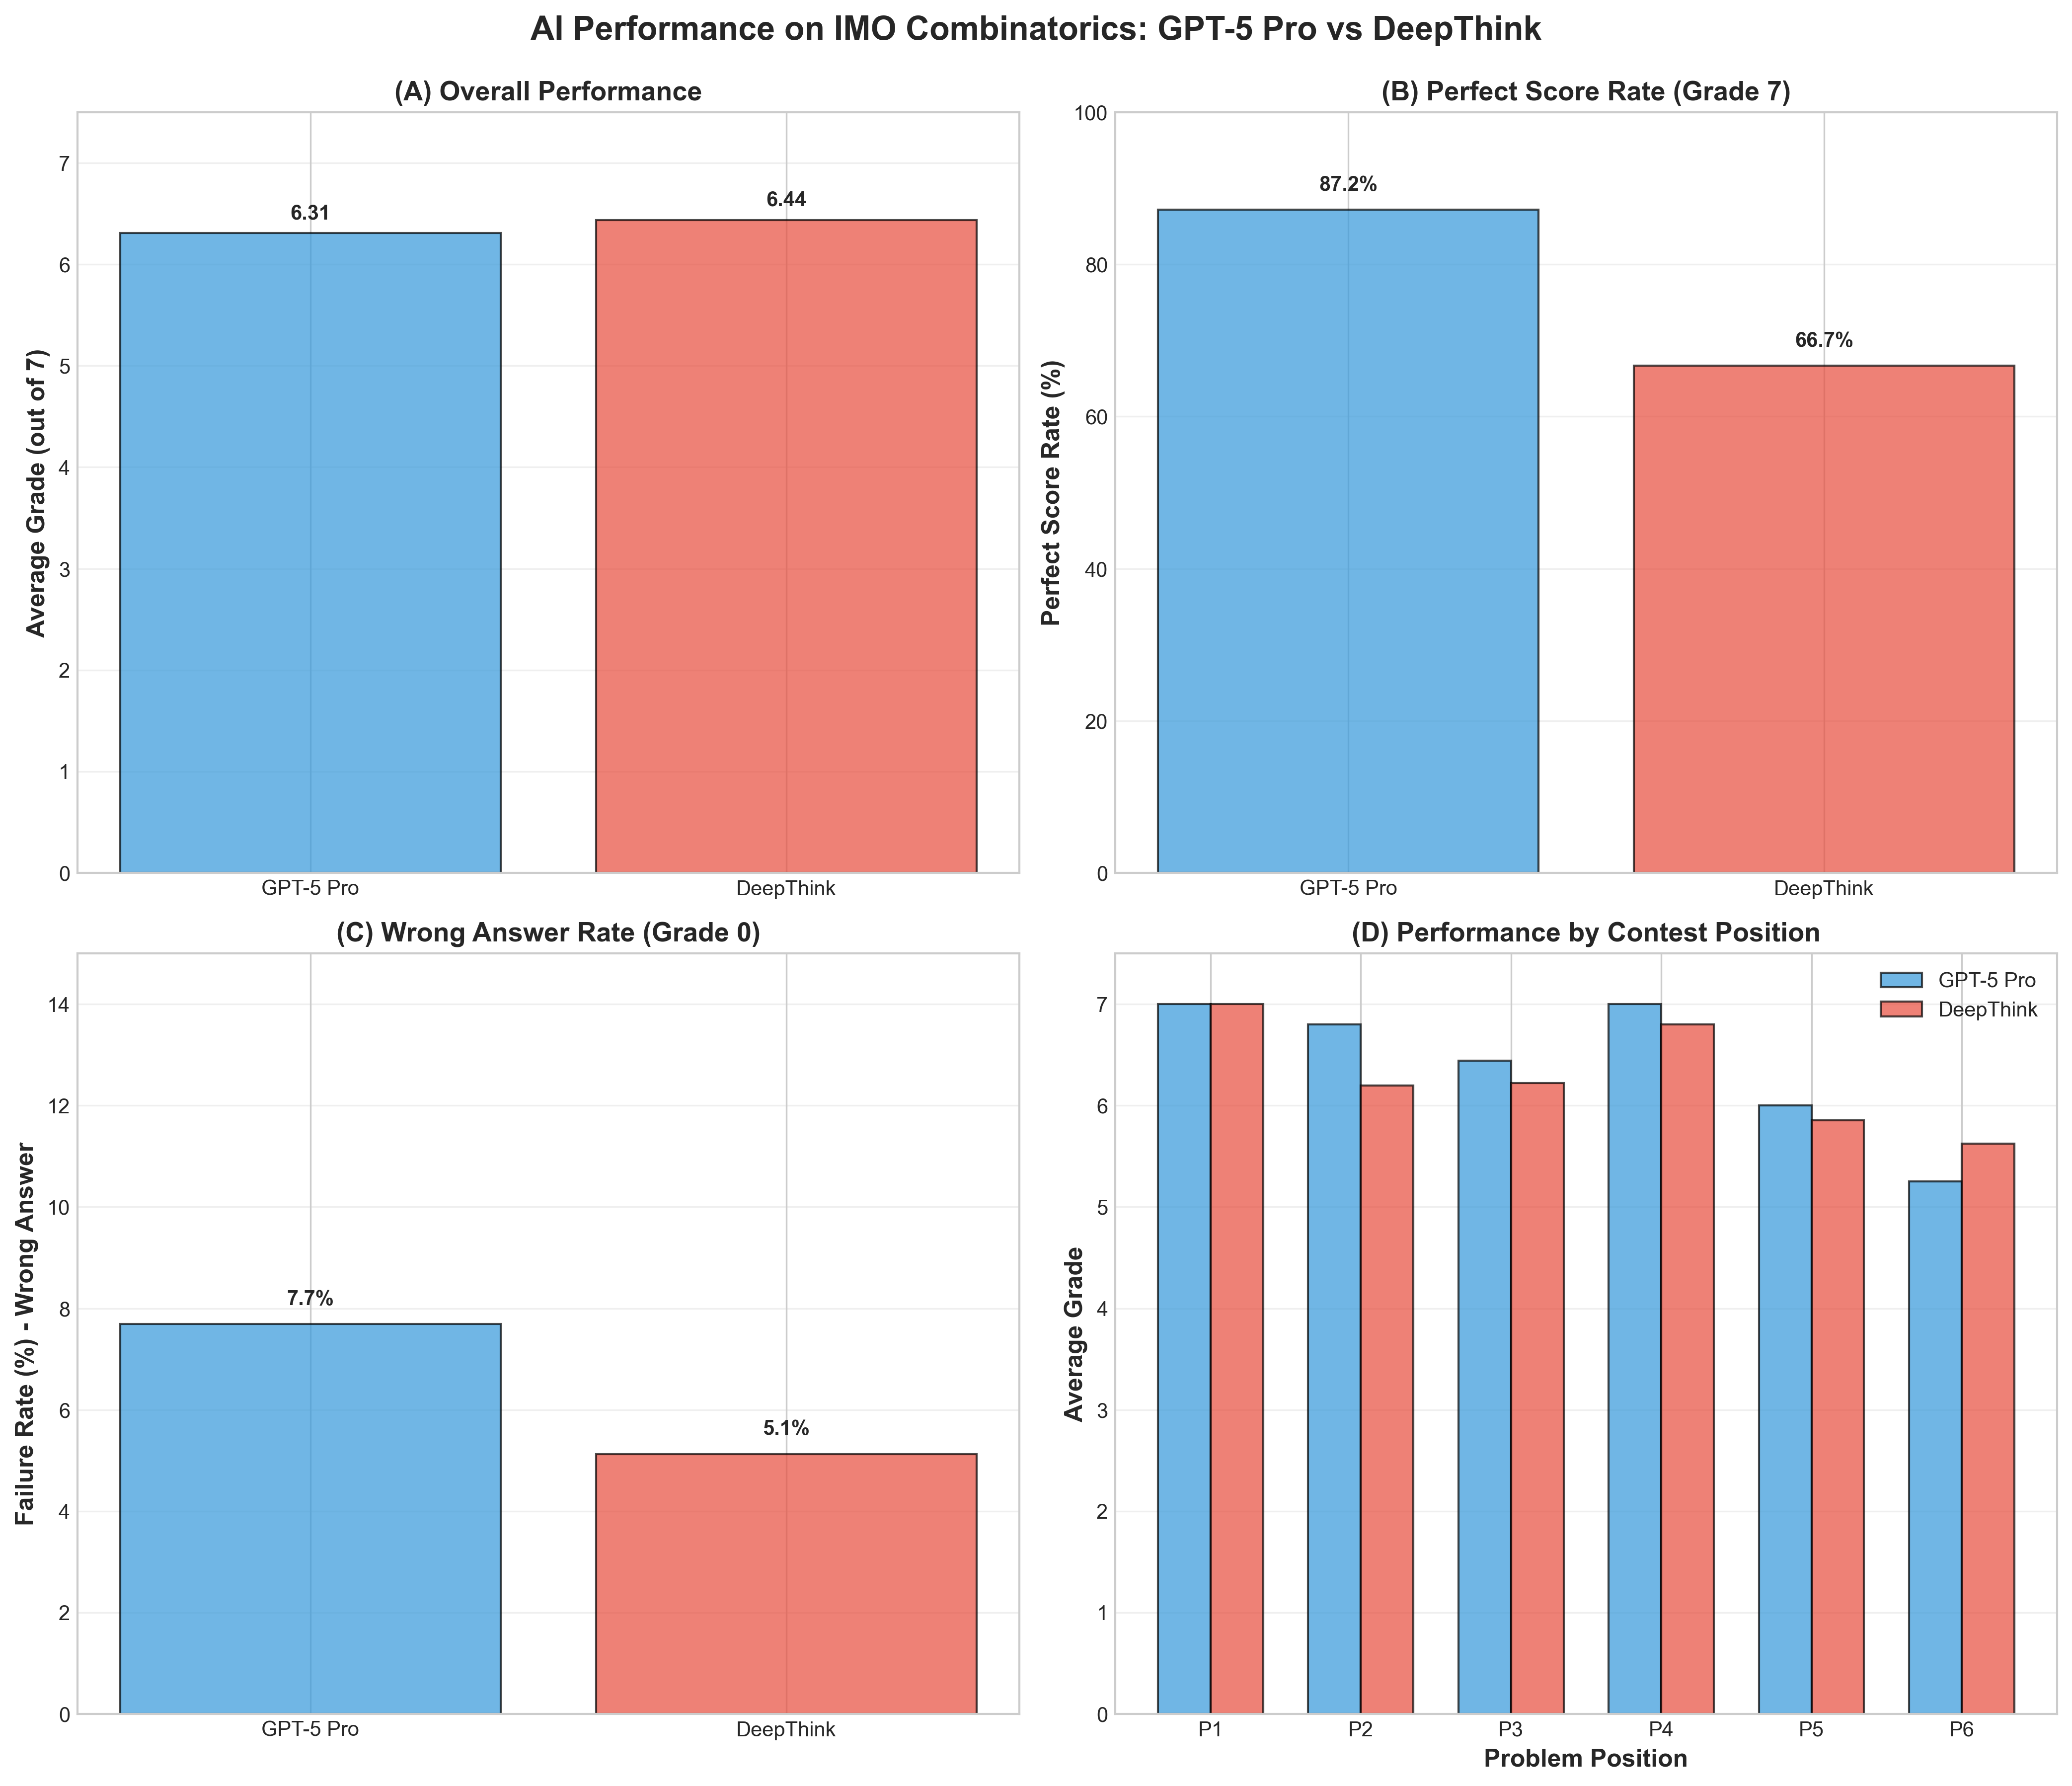 AI Performance on IMO Combinatorics: GPT-5 Pro vs DeepThink
(A) Overall Performance
7
6
5
4
3
2
1
0
Average Grade (out of 7)
6.31
6.44
GPT-5 Pro
DeepThink
(B) Perfect Score Rate (Grade 7)
100
80
60
40
20
0
Perfect Score Rate (%)
87.2%
66.7%
GPT-5 Pro
DeepThink
(C) Wrong Answer Rate (Grade 0)
14
12
10
8
6
4
2
0
Failure Rate (%) - Wrong Answer
7.7%
5.1%
GPT-5 Pro
DeepThink
(D) Performance by Contest Position
GPT-5 Pro
DeepThink
7
6
5
4
3
2
1
0
Average Grade
P1
P2
P3
P4
P5
P6
Problem Position